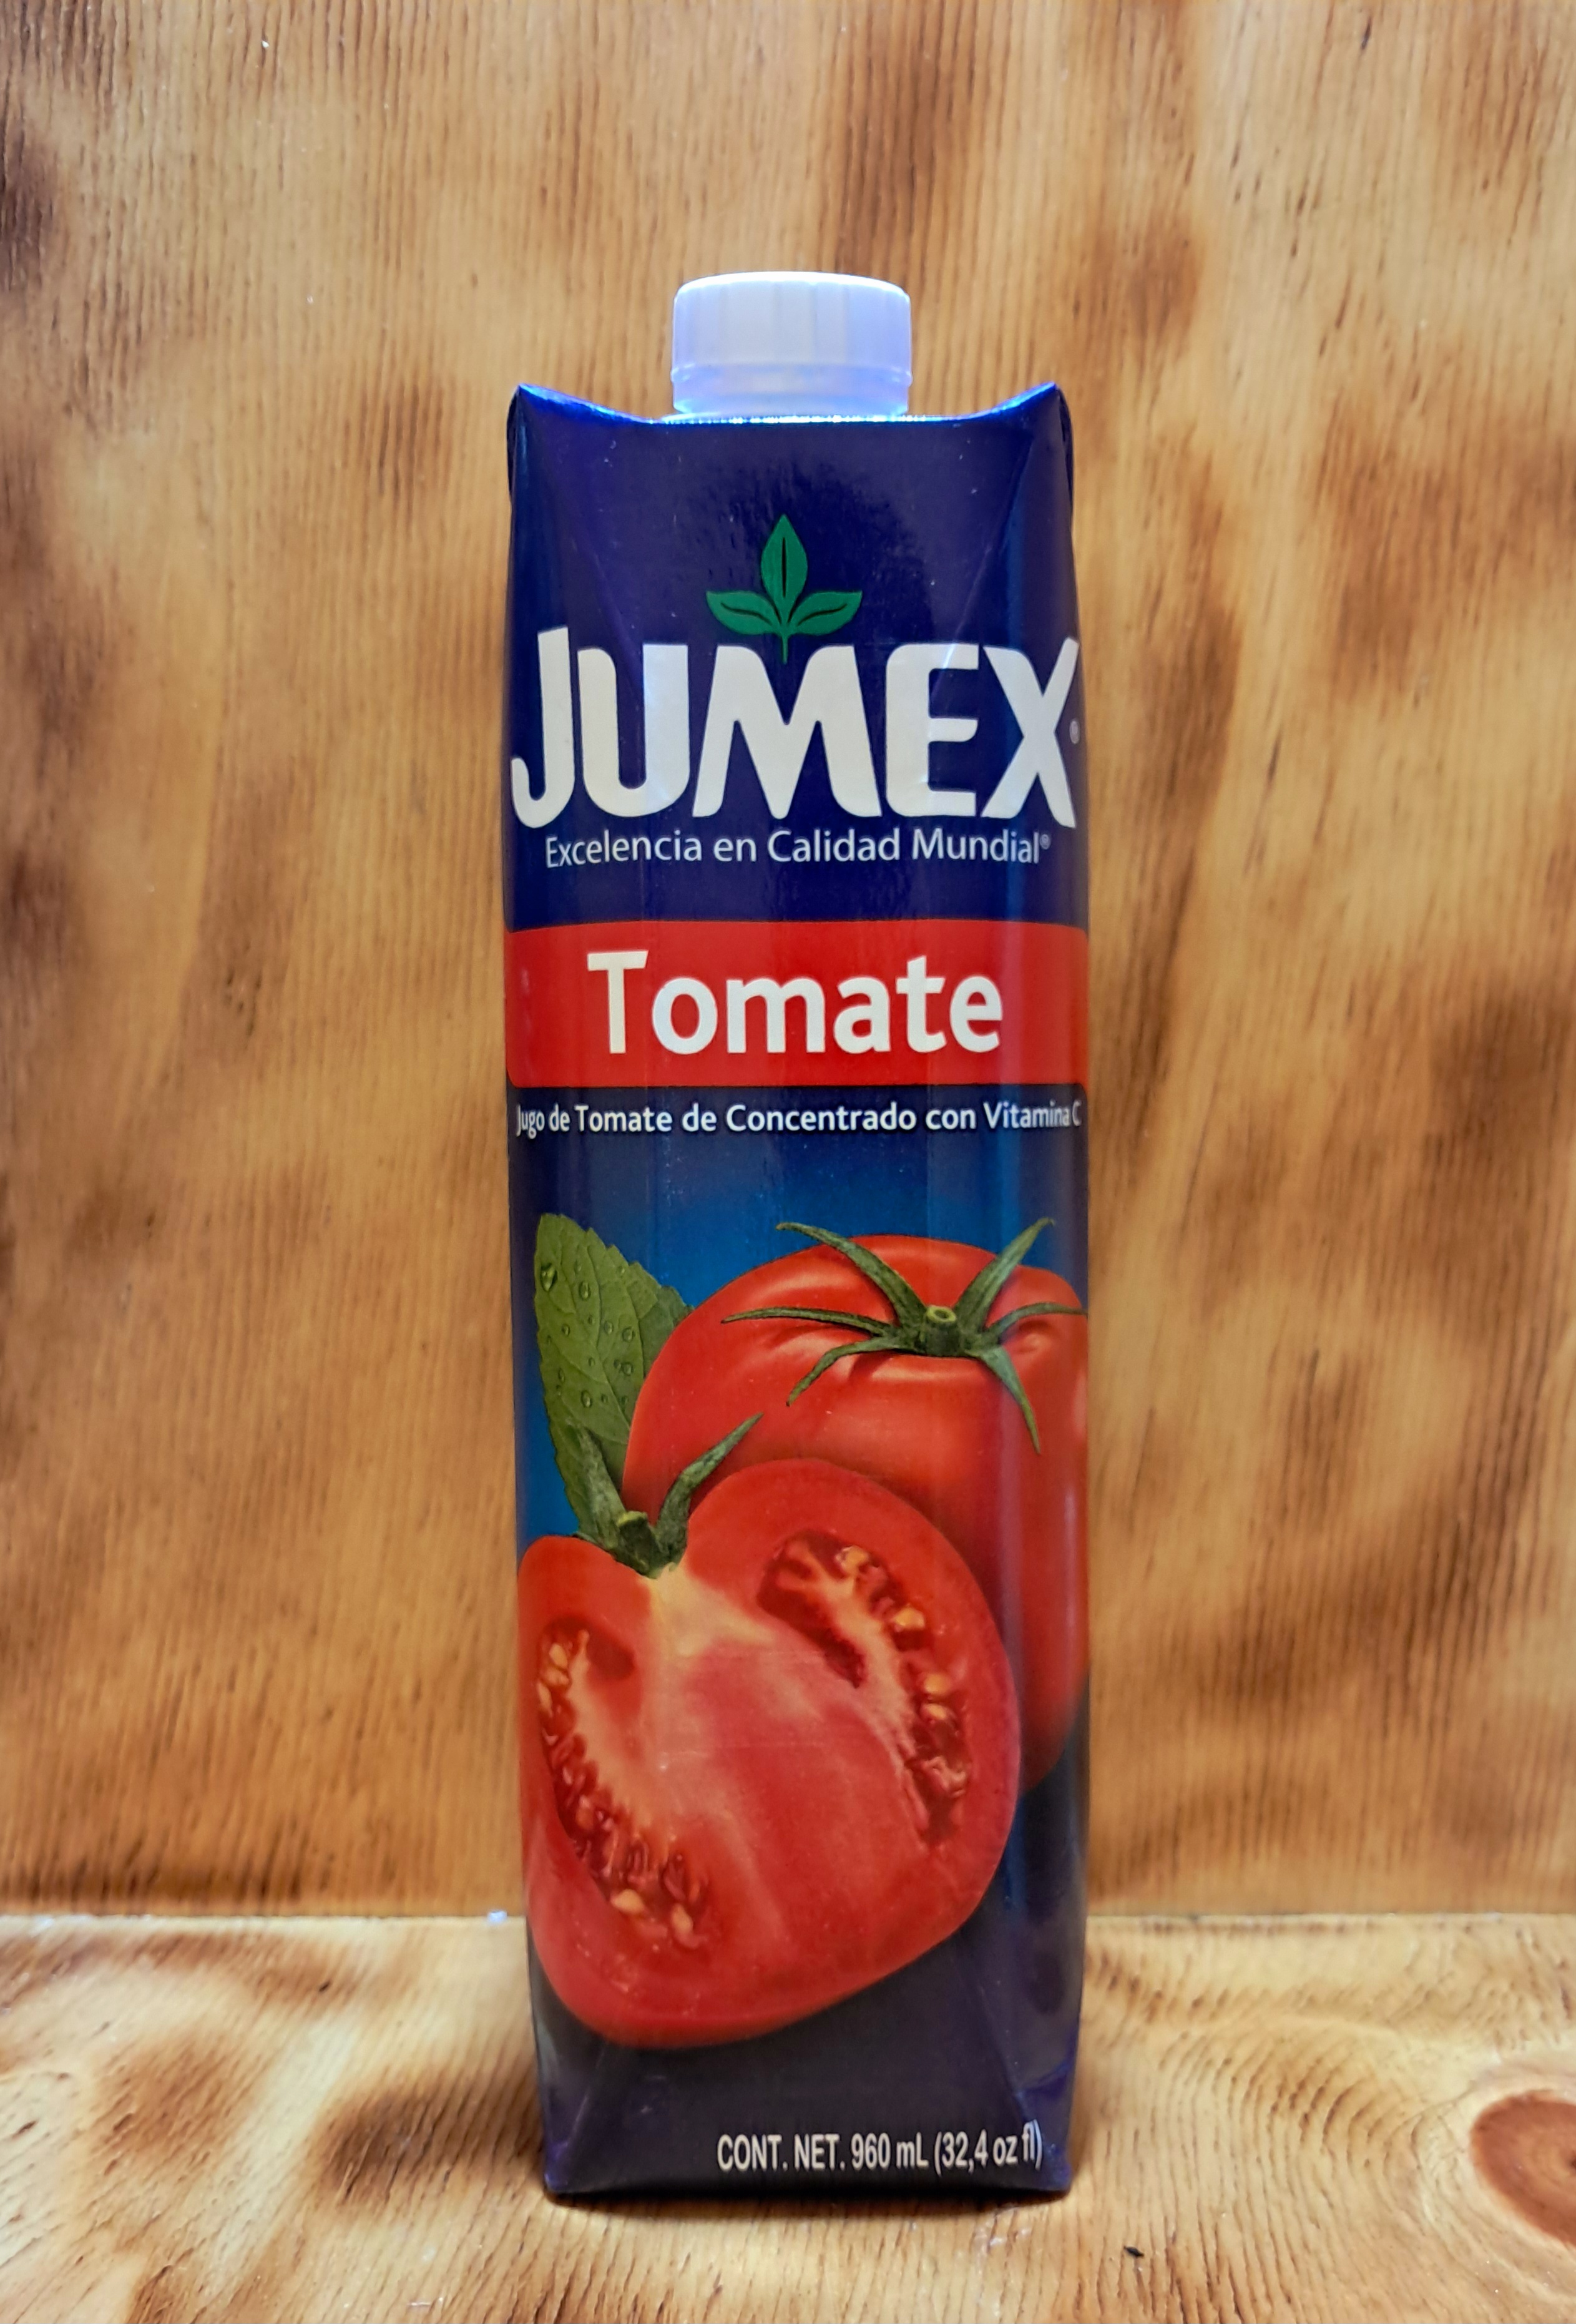 JUMEX®
Excelencia en Calidad Mundial®
Tomate
Jugo de Tomate de Concentrado con Vitamina C
CONT. NET. 960 mL (32,4 oz fl)